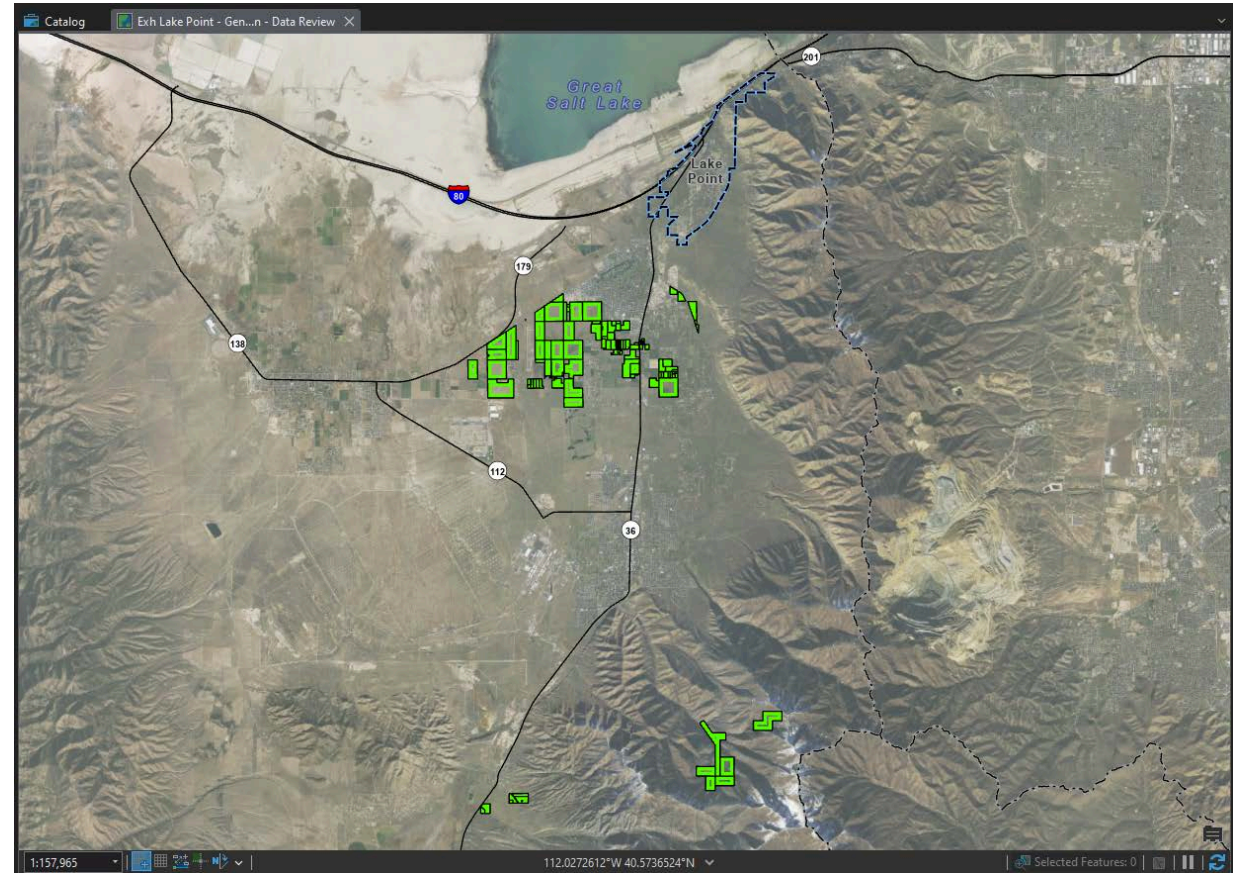 Catalog
Exh Lake Point - Gen...n - Data Review
201
Great
Salt Lake
Lake
Point
80
179
138
112
36
1:157,965
112.0272612°W 40.5736524°N
Selected Features: 0